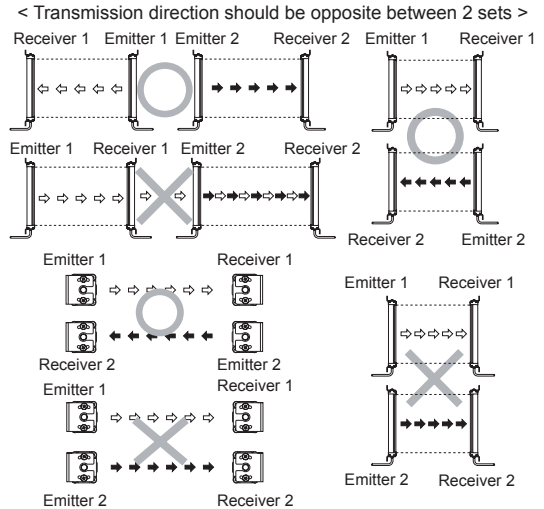 < Transmission direction should be opposite between 2 sets >
Receiver 1 Emitter 1 Emitter 2 Receiver 2
Emitter 1 Receiver 1
Emitter 1 Receiver 1 Emitter 2 Receiver 2
Receiver 2 Emitter 2
Emitter 1 Receiver 1
Receiver 2 Emitter 2
Emitter 1 Receiver 1
Emitter 2 Receiver 2
Emitter 1 Receiver 1
Emitter 2 Receiver 2